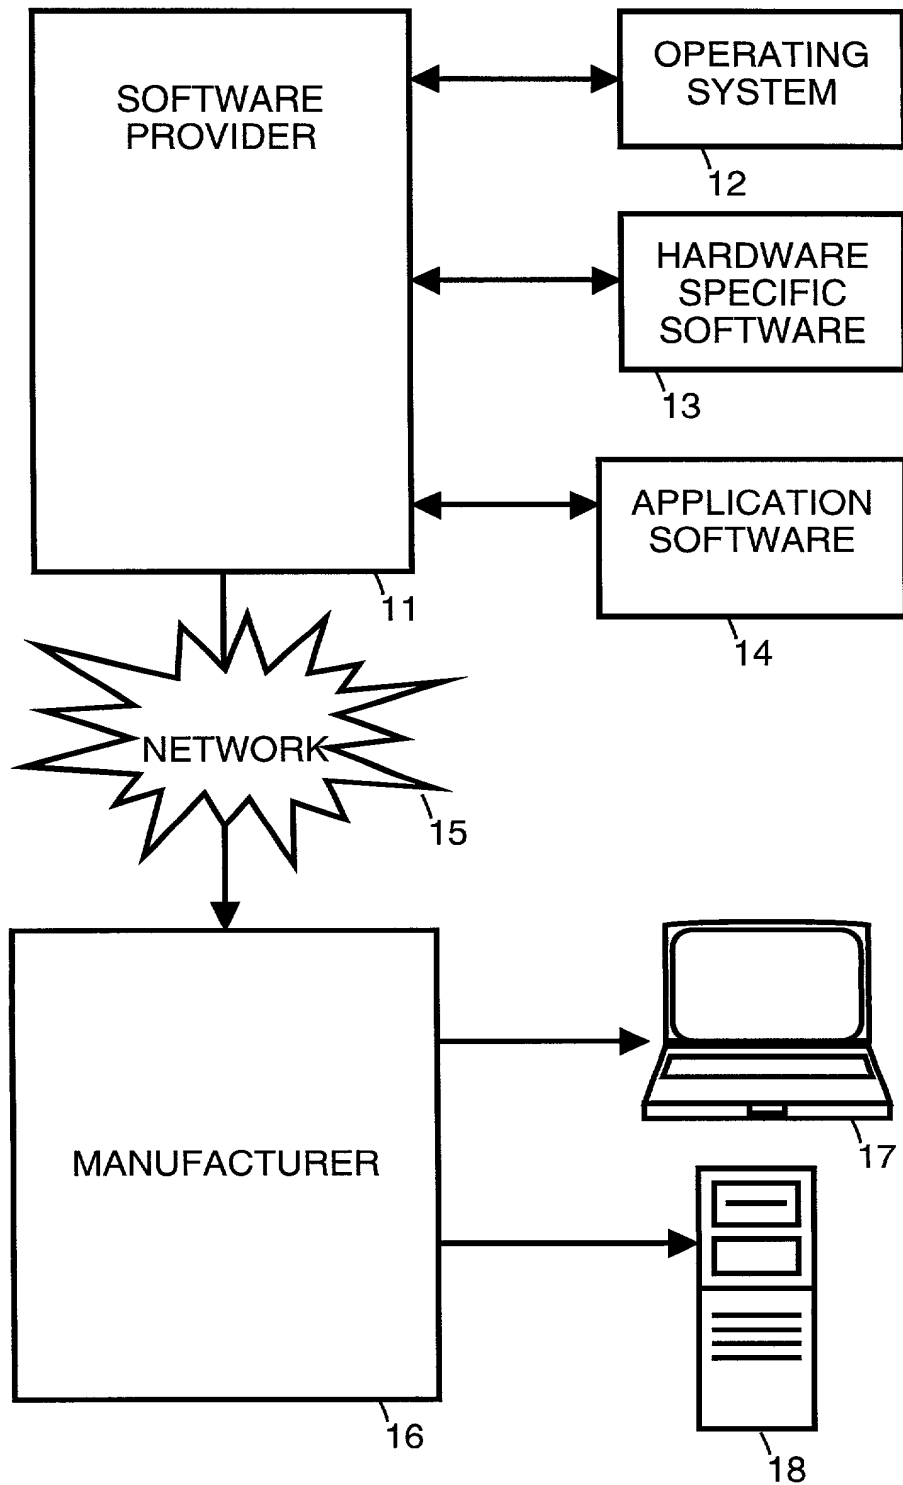 SOFTWARE
PROVIDER
OPERATING
SYSTEM
12
HARDWARE
SPECIFIC
SOFTWARE
13
APPLICATION
SOFTWARE
11
14
NETWORK
15
MANUFACTURER
17
16
18